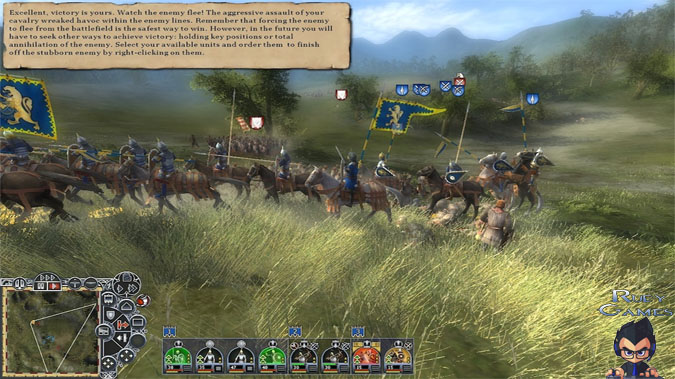 Excellent, victory is yours. Watch the enemy flee! The aggressive assault of your
cavalry wreaked havoc within the enemy lines. Remember that forcing the enemy
to flee from the battlefield is the safest way to win. However, in the future you will
have to seek other ways to achieve victory: holding key positions or total
annihilation of the enemy. Select your available units and order them to finish
off the stubborn enemy by right-clicking on them.
Games